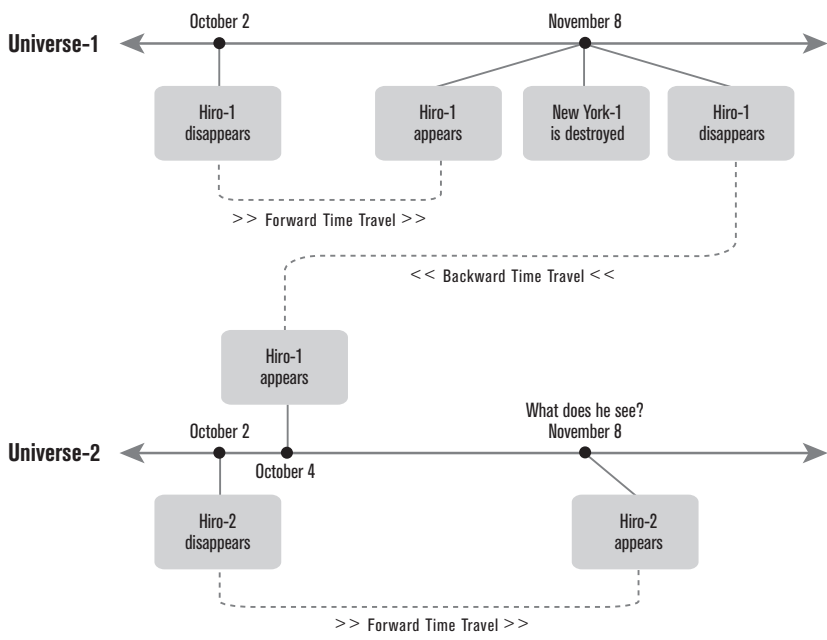 October 2
November 8
Universe-1
Hiro-1
disappears
Hiro-1
appears
New York-1
is destroyed
Hiro-1
disappears
>> Forward Time Travel >>
<< Backward Time Travel <<
Hiro-1
appears
What does he see?
October 2
November 8
Universe-2
October 4
Hiro-2
disappears
Hiro-2
appears
>> Forward Time Travel >>